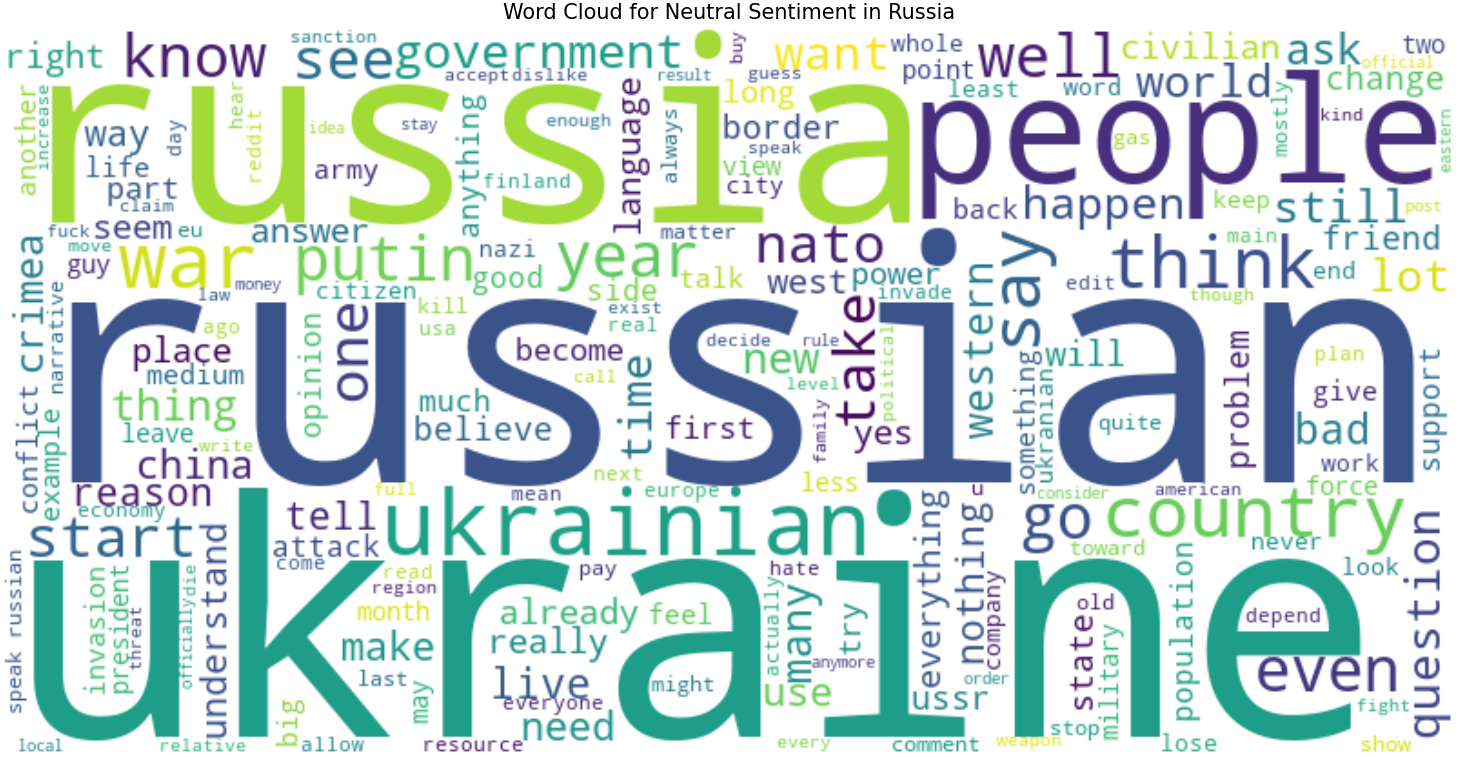 Word Cloud for Neutral Sentiment in Russia
right
know
sanction
see
government
buy
want
whole
well
civilian
ask
two
official
accept
dislike
result
guess
point
least
word
world
change
another
increase
russia
hear
reddit
idea
stay
enough
anything
language
always
long
border
speak
view
city
people
gas
mostly
kind
eastern
way
day
life
part
claim
army
finland
back
happen
keep
still
post
fuck
seem
eu
answer
matter
move
guy
war
law
money
putin
citizen
nazi
good
year
side
talk
nato
west
power
invade
say
edit
think
main
though
friend
end
lot
crimea
narrative
conflict
example
russian
ago
place
medium
thing
leave
write
china
reason
opinion
one
kill
usa
much
believe
become
call
time
exist
real
first
next
decide
rule
new
level
take
political
family
yes
less
western
something
ukranian
will
quite
problem
plan
give
bad
work
support
force
start
economy
tell
attack
come
full
ukrainian
mean
europe
everything
nothing
u
go
consider
american
country
toward
never
look
question
speak russian
ukraine
invasion
president
threat
officially
die
understand
read
region
month
make
last
may
already
really
live
everyone
need
pay
feel
might
hate
actually
many
anymore
try
use
ussr
order
company
state
old
military
stop
population
depend
even
fight
local
relative
big
allow
resource
every
comment
weapon
lose
show